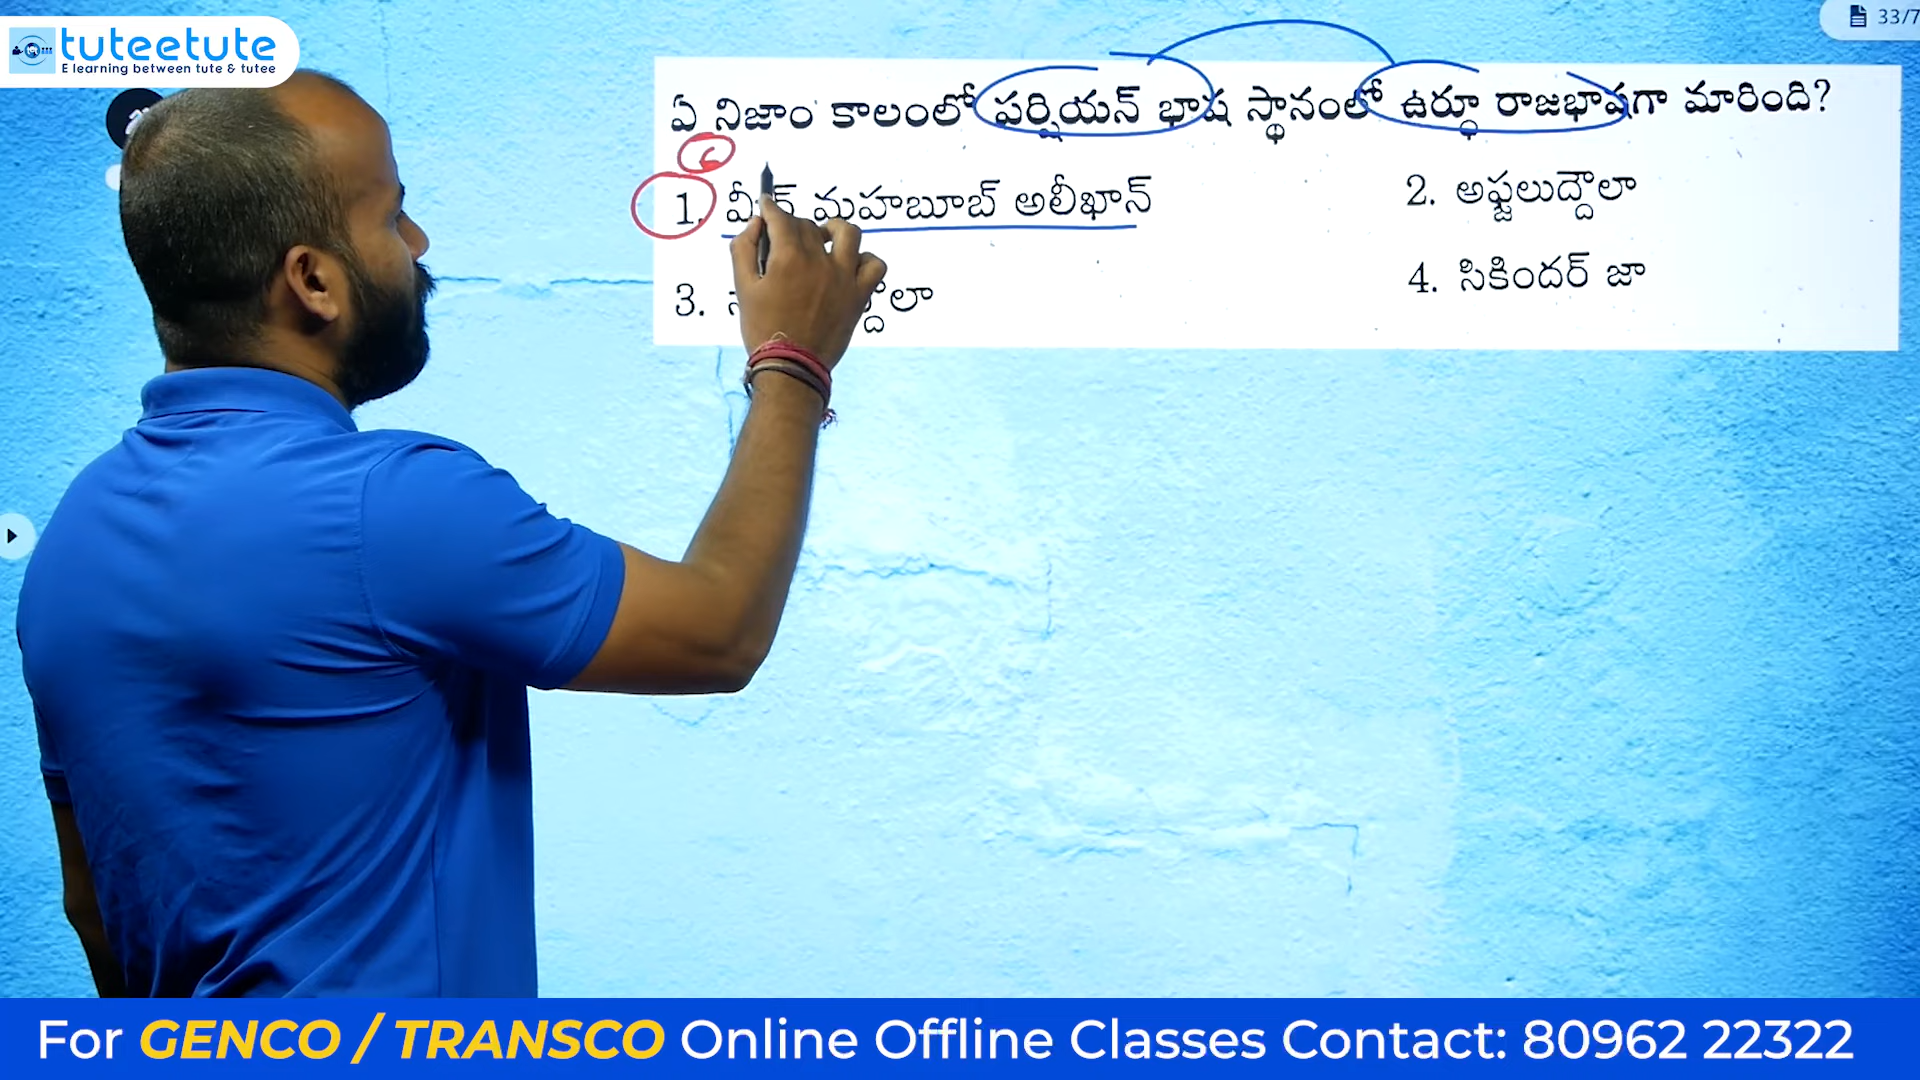 tuteetute
E learning between tute & tutee
33/7
ఏ నిజాం కాలంలో పర్షియన్ భాష స్థానంలో ఉర్దూ రాజభాషగా మారింది?
6
1. మహబూబ్ అలీఖాన్
2. అఫ్జలుద్దౌలా
3.
4. సికిందర్ జా
For GENCO / TRANSCO Online Offline Classes Contact: 80962 22322